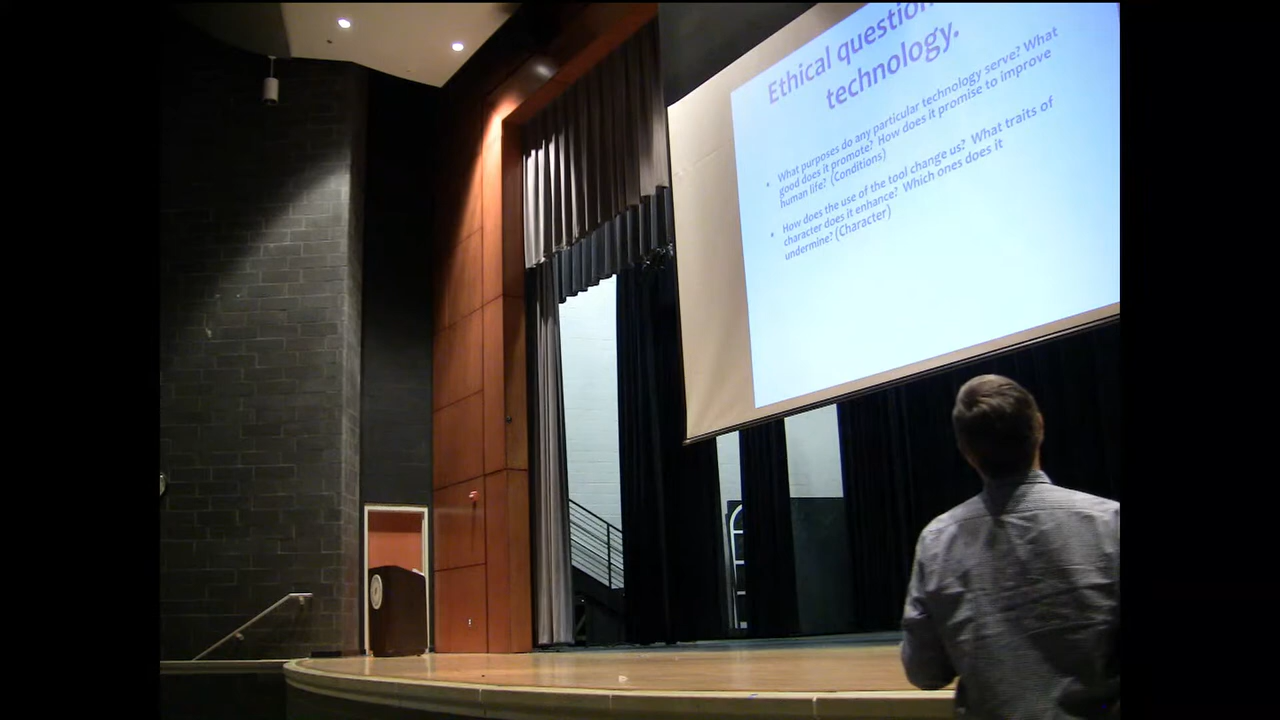 Ethical question
technology.
• What purposes do any particular technology serve? What
good does it promote? How does it promise to improve
human life? (Conditions)
• How does the use of the tool change us? What traits of
character does it enhance? Which ones does it
undermine? (Character)